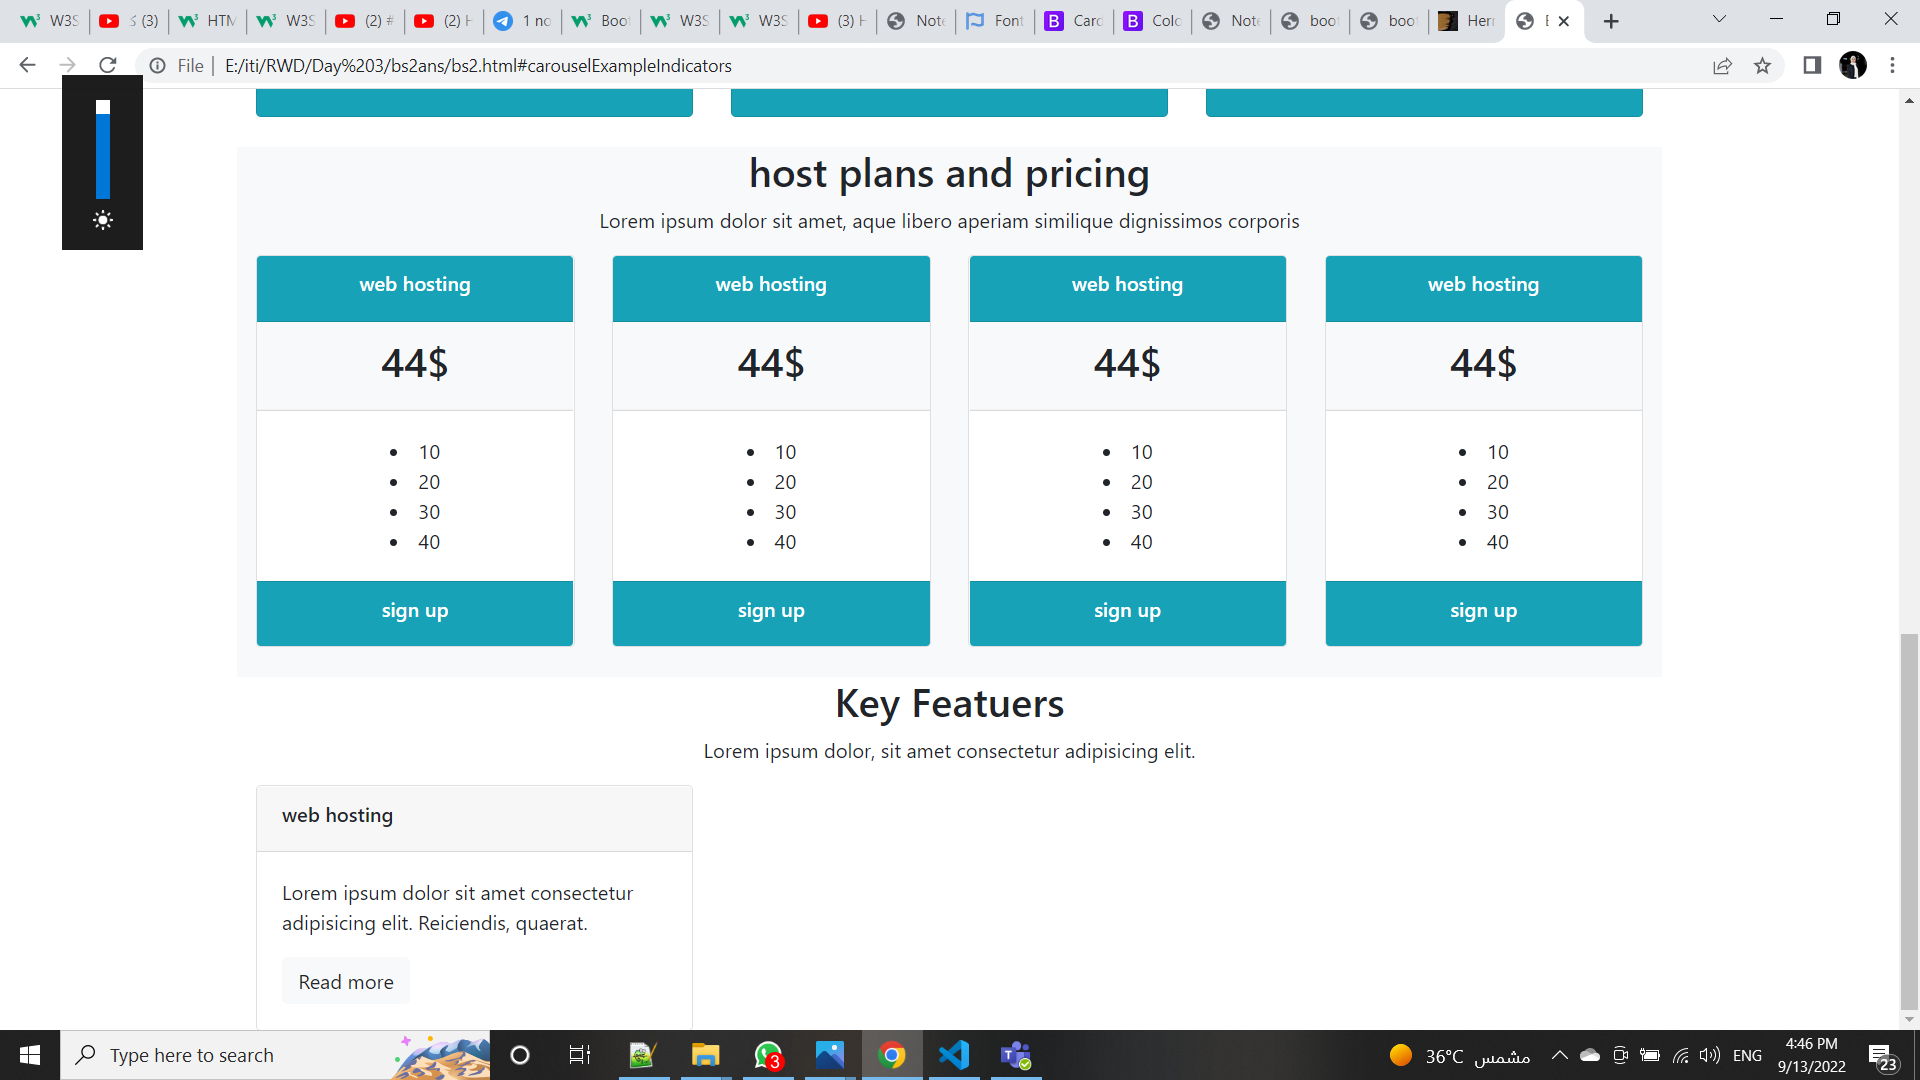 W3S
(3)
HTM
W3S
(2) #
(2) H
1 no
Boot
W3S
W3S
(3) H
Note
Font
Caro
Colo
Note
boot
boot
Her
File
E:/iti/RWD/Day%203/bs2ans/bs2.html#carouselExampleIndicators
host plans and pricing
Lorem ipsum dolor sit amet, aque libero aperiam similique dignissimos corporis
web hosting web hosting web hosting web hosting
44$ 44$ 44$ 44$
10 10 10 10
20 20 20 20
30 30 30 30
40 40 40 40
sign up sign up sign up sign up
Key Featuers
Lorem ipsum dolor, sit amet consectetur adipisicing elit.
web hosting
Lorem ipsum dolor sit amet consectetur
adipisicing elit. Reiciendis, quaerat.
Read more
Type here to search
3
36°C مشمس
ENG
4:46 PM
9/13/2022
23